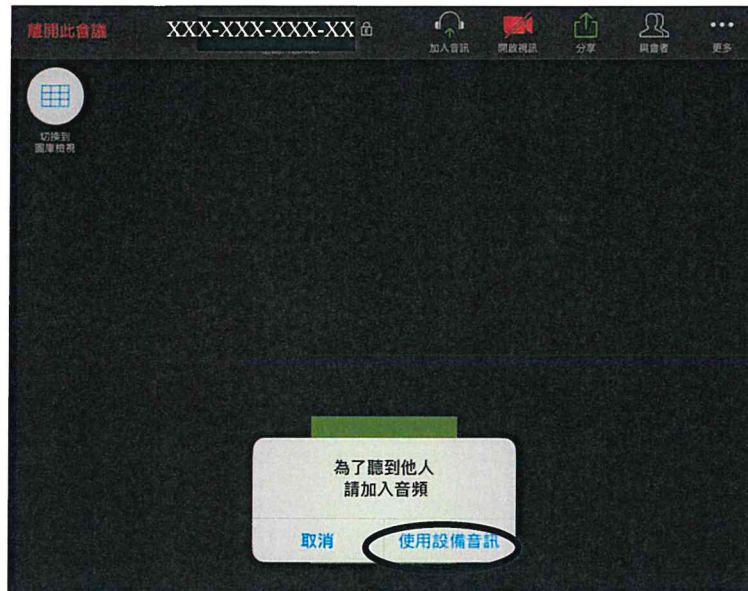 離開此會議
XXX-XXX-XXX-XX
加入音訊
開啟視訊
分享
與會者
更多
切換到
圖庫檢視
為了聽到他人
請加入音頻
取消
使用設備音訊